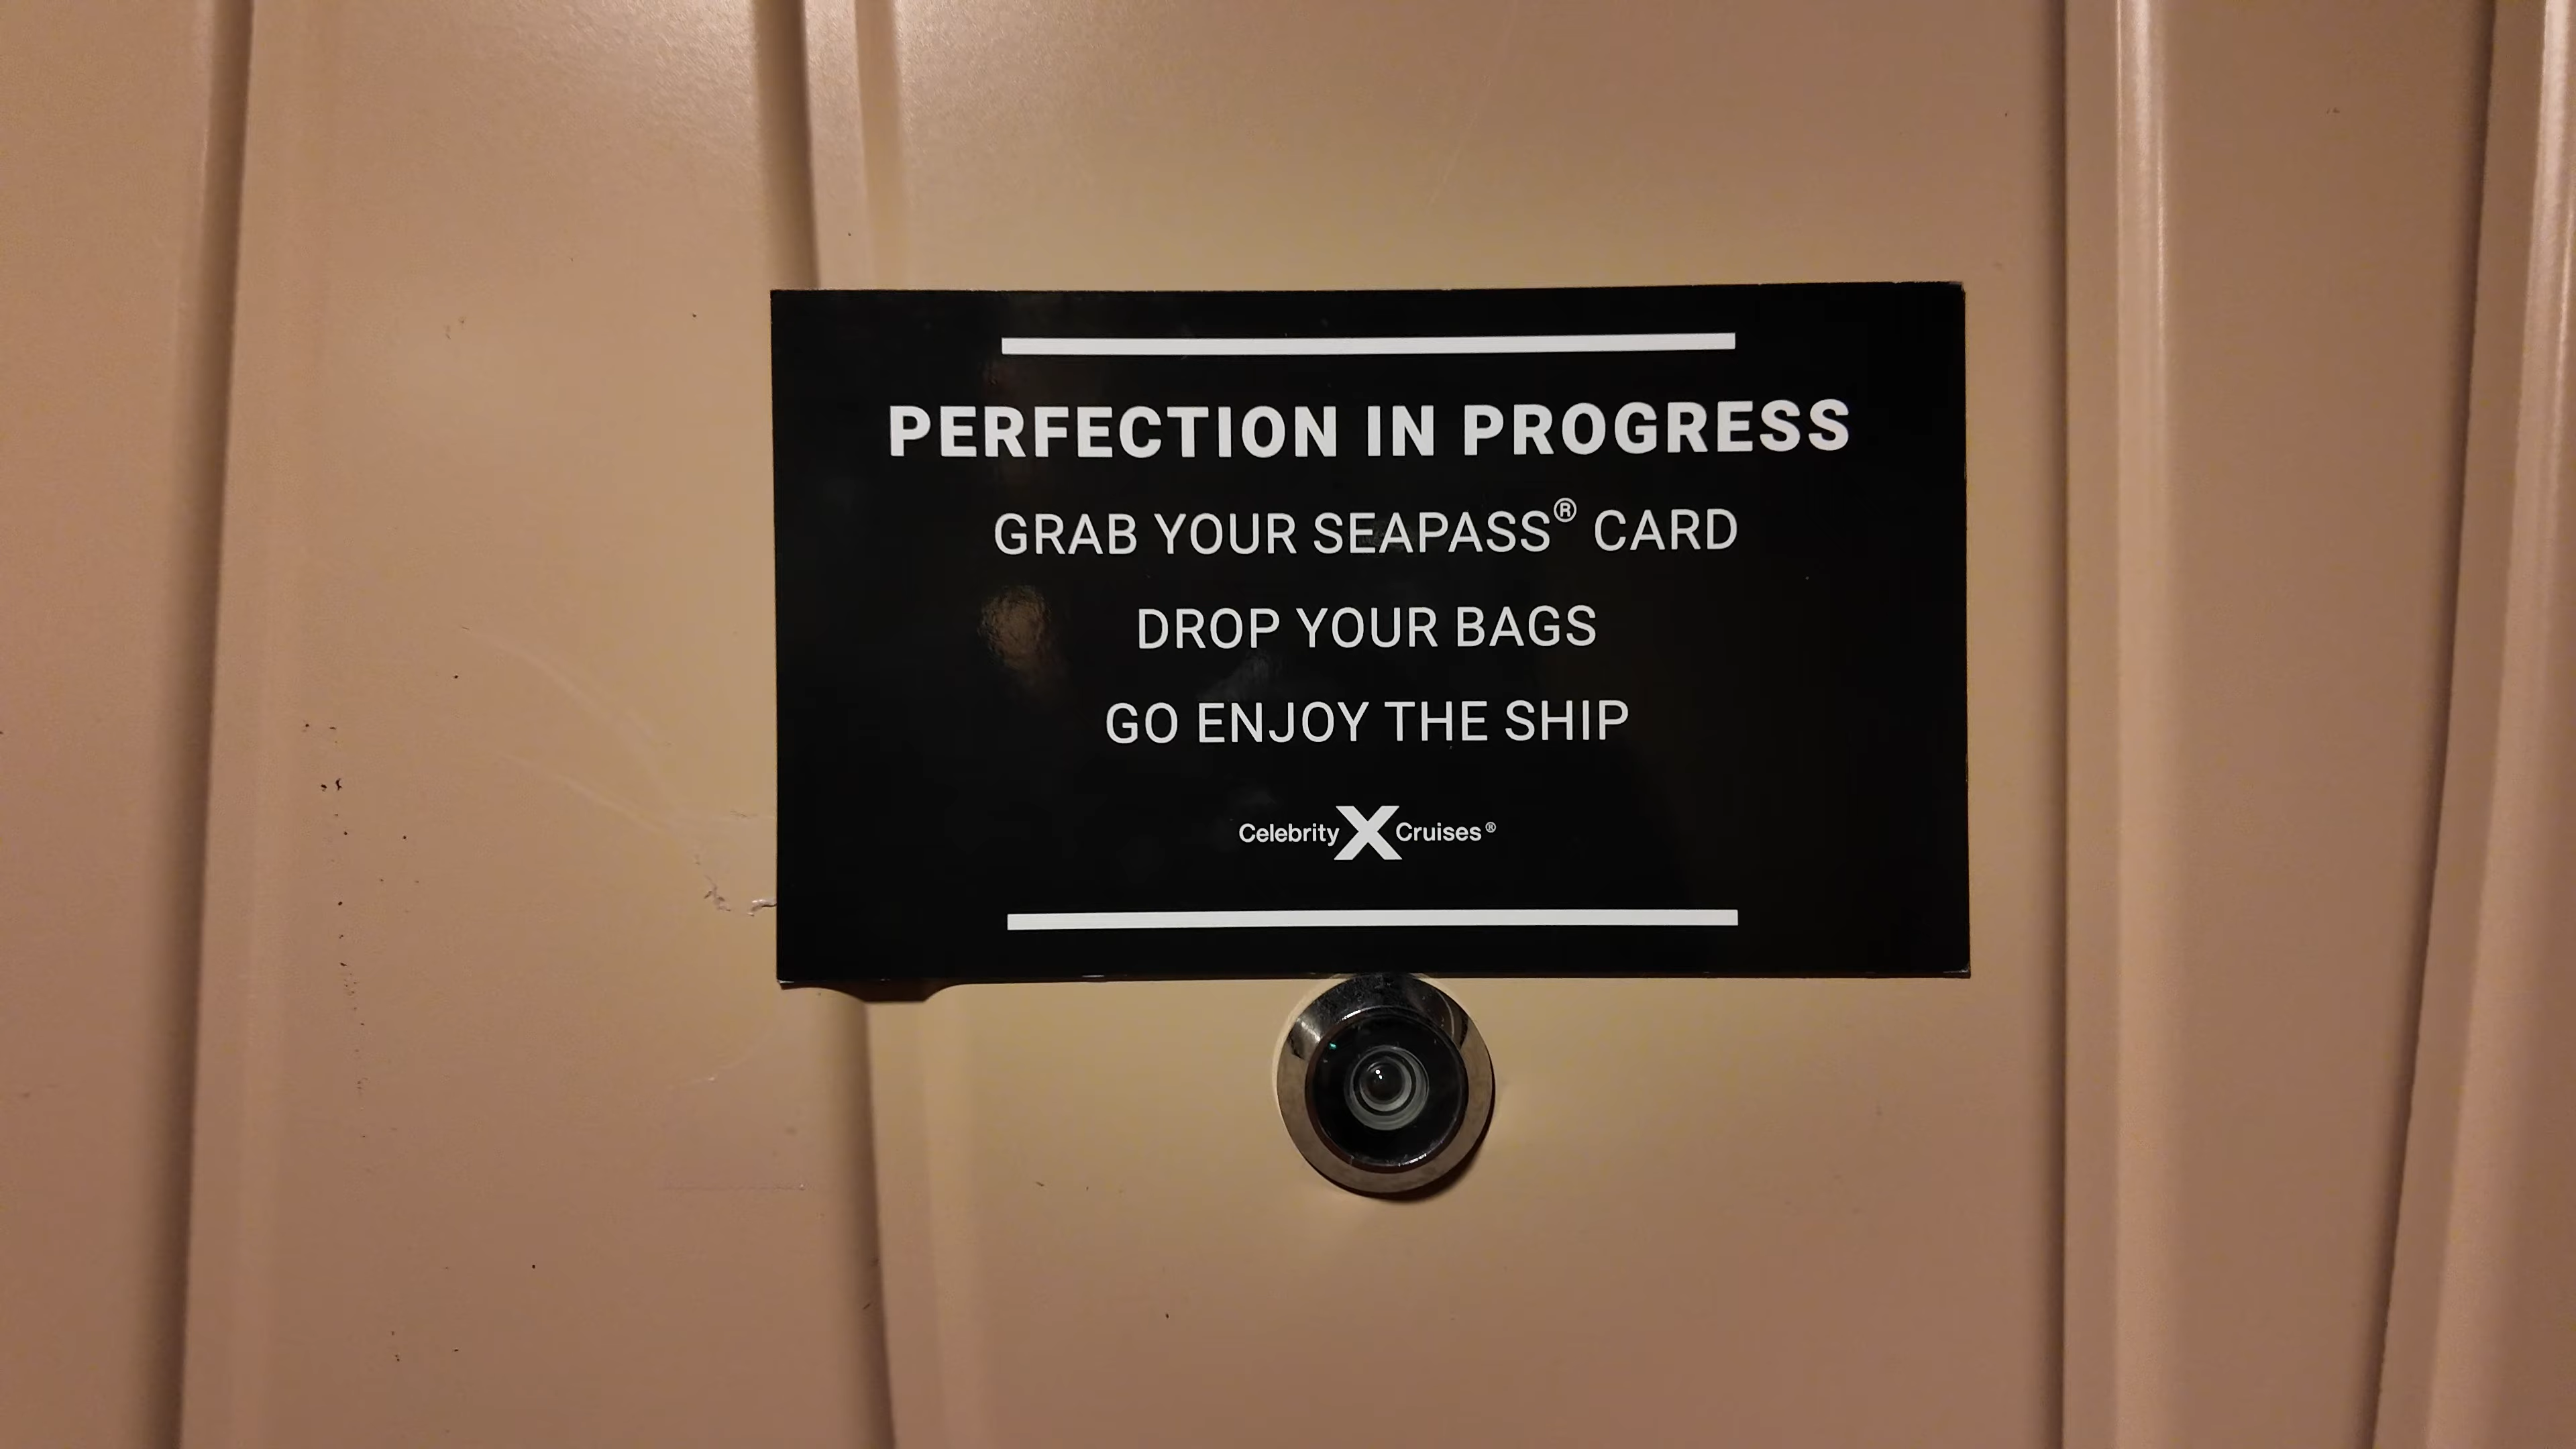 PERFECTION IN PROGRESS
GRAB YOUR SEAPASS® CARD
DROP YOUR BAGS
GO ENJOY THE SHIP
Celebrity X Cruises®